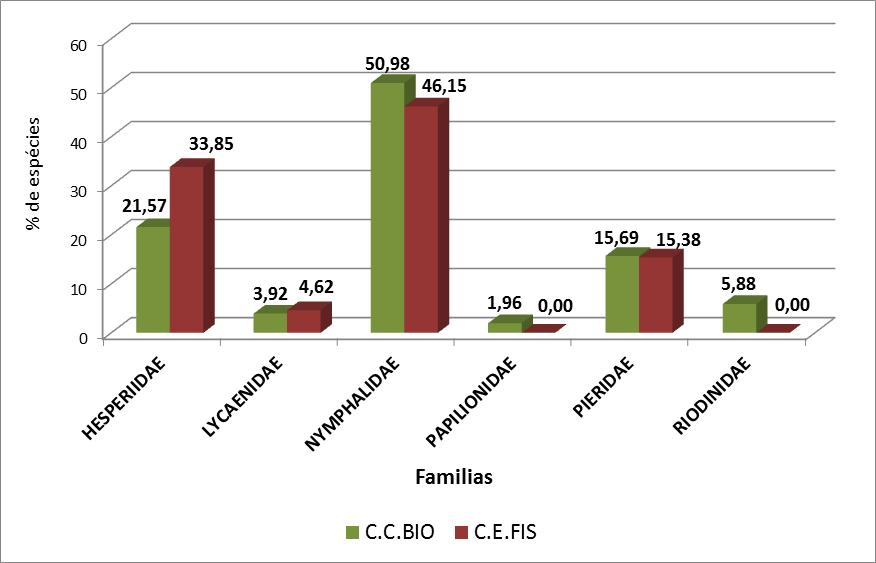 60
50
40
30
20
10
0
% de espécies
21,57
33,85
3,92
4,62
50,98
46,15
1,96
0,00
15,69
15,38
5,88
0,00
HESPERIIDAE
LYCAENIDAE
NYMPHALIDAE
PAPILIONIDAE
PIERIDAE
RIODINIDAE
Familias
C.C.BIO C.E.FIS